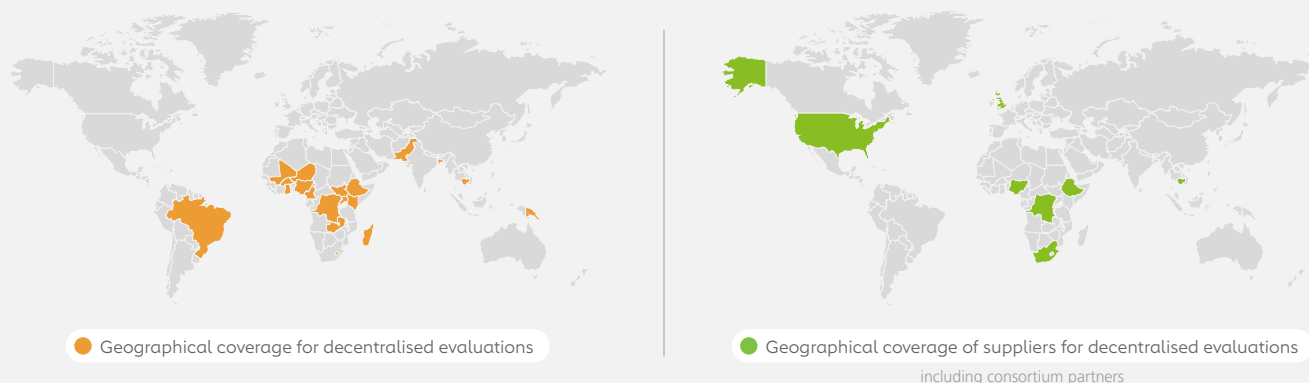 Geographical coverage for decentralised evaluations
Geographical coverage of suppliers for decentralised evaluations
including consortium partners